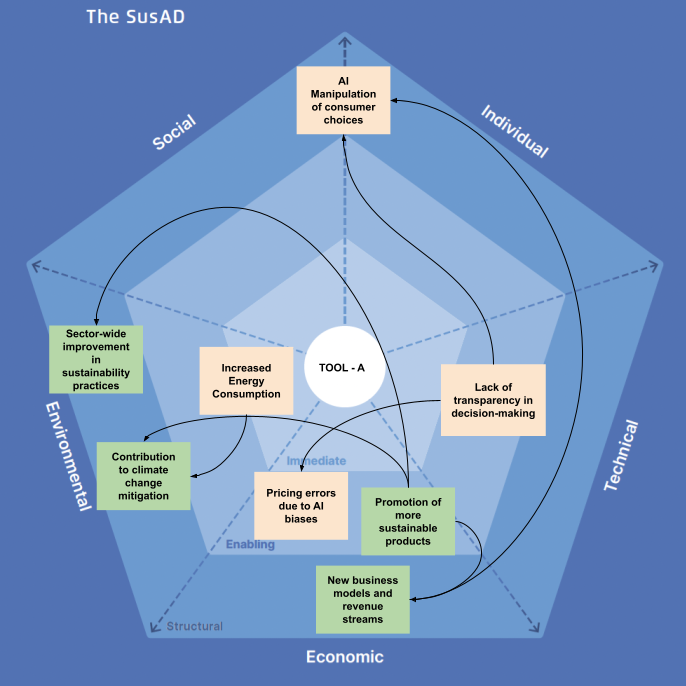 The SusAD
AI
Manipulation
of consumer
choices
Social
Individual
Sector-wide
improvement
in
sustainability
practices
Increased
Energy
Consumption
TOOL - A
Lack of
transparency in
decision-making
Environmental
Technical
Contribution
to climate
change
mitigation
Immediate
Pricing errors
due to AI
biases
Promotion of
more
sustainable
products
Enabling
New business
models and
revenue
streams
Structural
Economic